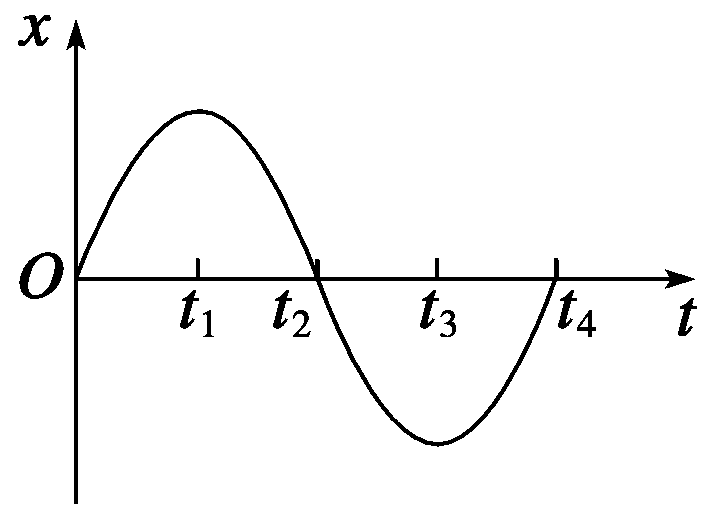 x
O
t₁ t₂ t₃ t₄ t